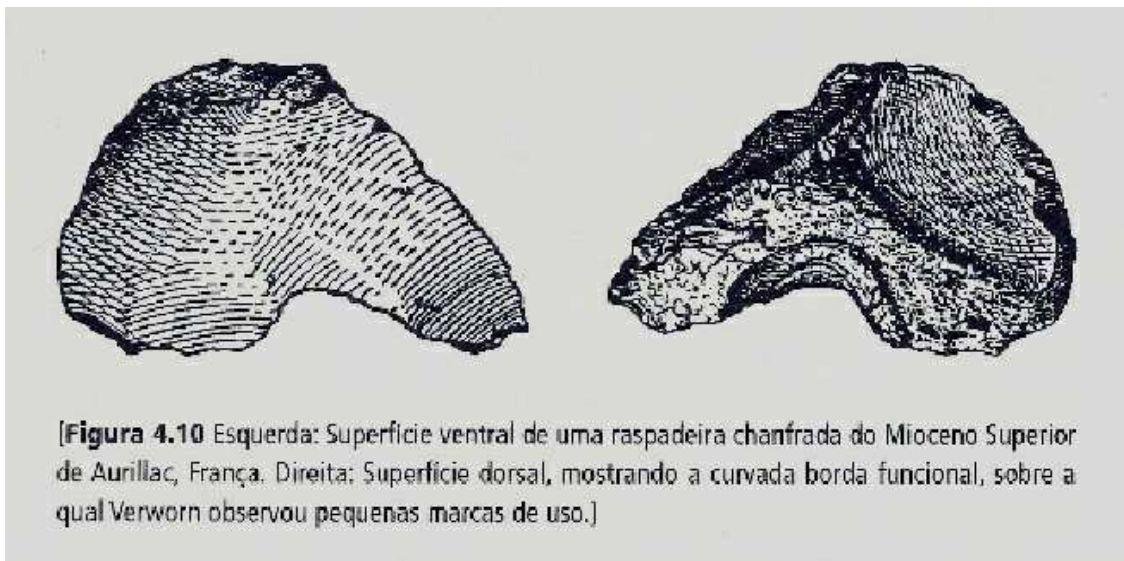 [Figura 4.10 Esquerda: Superfície ventral de uma raspadeira chanfrada do Mioceno Superior
de Aurillac, França. Direita: Superfície dorsal, mostrando a curvada borda funcional, sobre a
qual Verworn observou pequenas marcas de uso.]